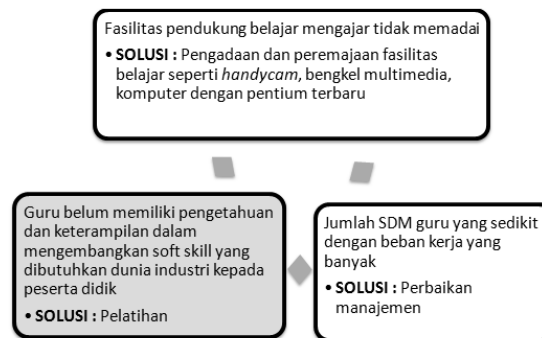 Fasilitas pendukung belajar mengajar tidak memadai
• SOLUSI : Pengadaan dan peremajaan fasilitas
belajar seperti handycam, bengkel multimedia,
komputer dengan pentium terbaru
Guru belum memiliki pengetahuan
dan keterampilan dalam
mengembangkan soft skill yang
dibutuhkan dunia industri kepada
peserta didik
• SOLUSI : Pelatihan
Jumlah SDM guru yang sedikit
dengan beban kerja yang
banyak
• SOLUSI : Perbaikan
manajemen